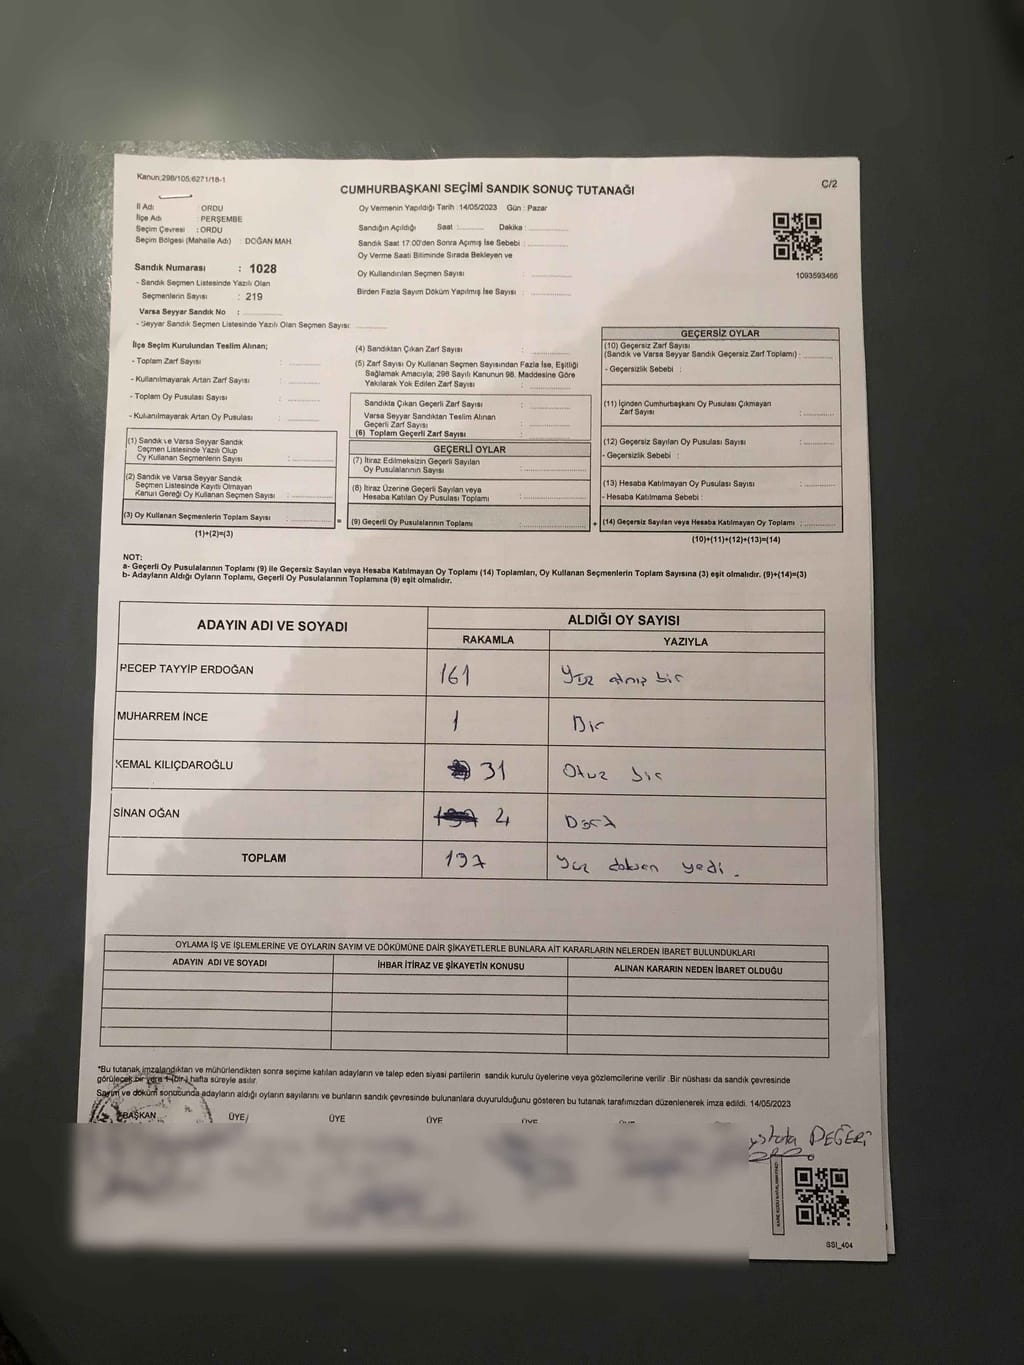 Kanun;298/105,6271/18-1
C/2
CUMHURBAŞKANI SEÇİMİ SANDIK SONUÇ TUTANAĞI
İl Adı : ORDU
İlçe Adı : PERŞEMBE
Seçim Çevresi : ORDU
Seçim Bölgesi (Mahalle Adı) : DOĞAN MAH.
Sandık Numarası : 1028
- Sandık Seçmen Listesinde Yazılı Olan
Seçmenlerin Sayısı : 219
Varsa Seyyar Sandık No :
- Seyyar Sandık Seçmen Listesinde Yazılı Olan Seçmen Sayısı:
Oy Vermenin Yapıldığı Tarih :14/05/2023 Gün : Pazar
Sandığın Açıldığı Saat : Dakika :
Sandık Saat 17:00'den Sonra Açımış İse Sebebi :
Oy Verme Saati Bitiminde Sırada Bekleyen ve
Oy Kullandırılan Seçmen Sayısı :
Birden Fazla Sayım Döküm Yapılmış İse Sayısı :
1093593466
İlçe Seçim Kurulundan Teslim Alınan;
- Toplam Zarf Sayısı :
- Kullanılmayarak Artan Zarf Sayısı :
- Toplam Oy Pusulası Sayısı :
- Kullanılmayarak Artan Oy Pusulası :
(1) Sandık ve Varsa Seyyar Sandık
Seçmen Listesinde Yazılı Olup
Oy Kullanan Seçmenlerin Sayısı :
(2) Sandık ve Varsa Seyyar Sandık
Seçmen Listesinde Kayıtlı Olmayan
Kanun Gereği Oy Kullanan Seçmen Sayısı :
(3) Oy Kullanan Seçmenlerin Toplam Sayısı :
(1)+(2)=(3)
(4) Sandıktan Çıkan Zarf Sayısı :
(5) Zarf Sayısı Oy Kullanan Seçmen Sayısından Fazla İse, Eşitliği
Sağlamak Amacıyla; 298 Sayılı Kanunun 98. Maddesine Göre
Yakılarak Yok Edilen Zarf Sayısı :
Sandıkta Çıkan Geçerli Zarf Sayısı :
Varsa Seyyar Sandıktan Teslim Alınan
Geçerli Zarf Sayısı :
(6) Toplam Geçerli Zarf Sayısı :
GEÇERLİ OYLAR
(7) İtiraz Edilmeksizin Geçerli Sayılan
Oy Pusulalarının Sayısı :
(8) İtiraz Üzerine Geçerli Sayılan veya
Hesaba Katılan Oy Pusulası Toplamı :
= (9) Geçerli Oy Pusulalarının Toplamı :
GEÇERSİZ OYLAR
(10) Geçersiz Zarf Sayısı
(Sandık ve Varsa Seyyar Sandık Geçersiz Zarf Toplamı) :
- Geçersizlik Sebebi :
(11) İçinden Cumhurbaşkanı Oy Pusulası Çıkmayan
Zarf Sayısı :
(12) Geçersiz Sayılan Oy Pusulası Sayısı :
- Geçersizlik Sebebi :
(13) Hesaba Katılmayan Oy Pusulası Sayısı :
- Hesaba Katılmama Sebebi :
+ (14) Geçersiz Sayılan veya Hesaba Katılmayan Oy Toplamı :
(10)+(11)+(12)+(13)=(14)
NOT:
a- Geçerli Oy Pusulalarının Toplamı (9) ile Geçersiz Sayılan veya Hesaba Katılmayan Oy Toplamı (14) Toplamları, Oy Kullanan Seçmenlerin Toplam Sayısına (3) eşit olmalıdır. (9)+(14)=(3)
b- Adayların Aldığı Oyların Toplamı, Geçerli Oy Pusulalarının Toplamına (9) eşit olmalıdır.
ADAYIN ADI VE SOYADI ALDIĞI OY SAYISI
RAKAMLA YAZIYLA
RECEP TAYYİP ERDOĞAN 161 Yüz atmış bir
MUHARREM İNCE 1 Bir
KEMAL KILIÇDAROĞLU 31 Otuz bir
SİNAN OĞAN 4 Dört
TOPLAM 197 Yüz doksen yedi.
OYLAMA İŞ VE İŞLEMLERİNE VE OYLARIN SAYIM VE DÖKÜMÜNE DAİR ŞİKAYETLERLE BUNLARA AİT KARARLARIN NELERDEN İBARET BULUNDUKLARI
ADAYIN ADI VE SOYADI İHBAR İTİRAZ VE ŞİKAYETİN KONUSU ALINAN KARARIN NEDEN İBARET OLDUĞU
*Bu tutanak imzalandıktan ve mühürlendikten sonra seçime katılan adayların ve talep eden siyasi partilerin sandık kurulu üyelerine veya gözlemcilerine verilir .Bir nüshası da sandık çevresinde
görülecek bir yere 1 (bir) hafta süreyle asılır.
Sayım ve döküm sonucunda adayların aldığı oyların sayılarını ve bunların sandık çevresinde bulunanlara duyurulduğunu gösteren bu tutanak tarafımızdan düzenlenerek imza edildi. 14/05/2023
BAŞKAN ÜYE ÜYE ÜYE ÜYE
DEĞERİ
SSI_404